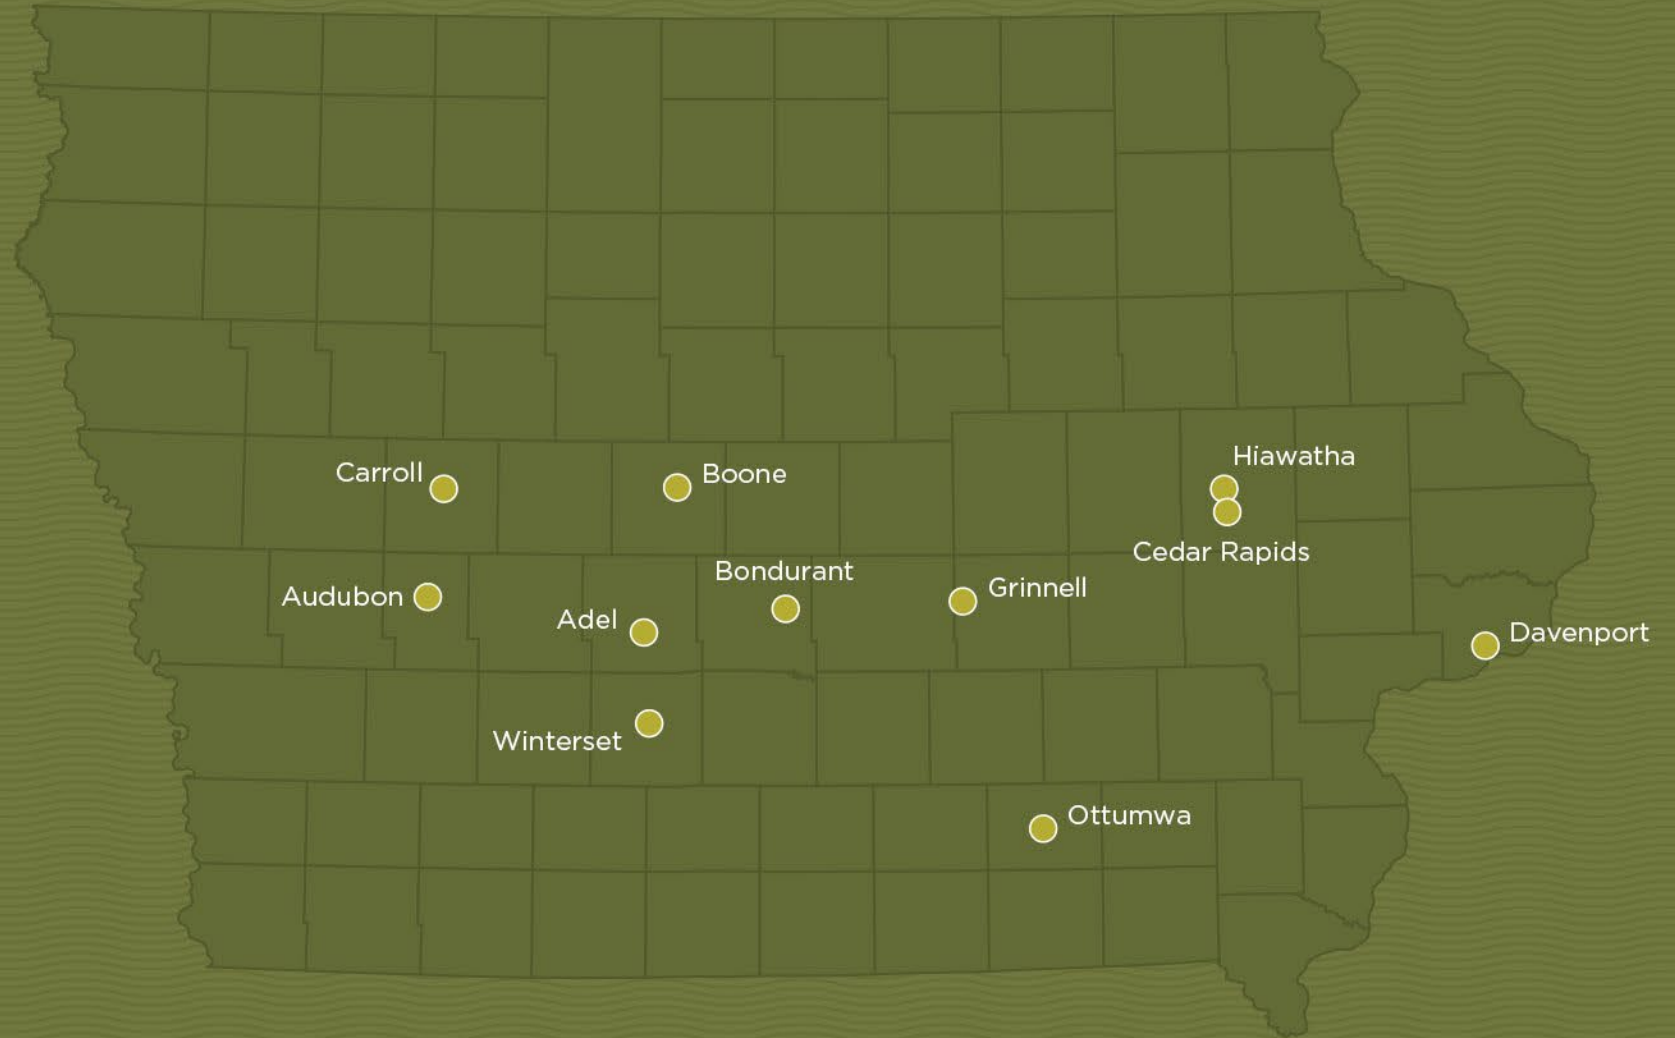 Hiawatha
Carroll
Boone
Cedar Rapids
Bondurant
Grinnell
Audubon
Adel
Davenport
Winterset
Ottumwa